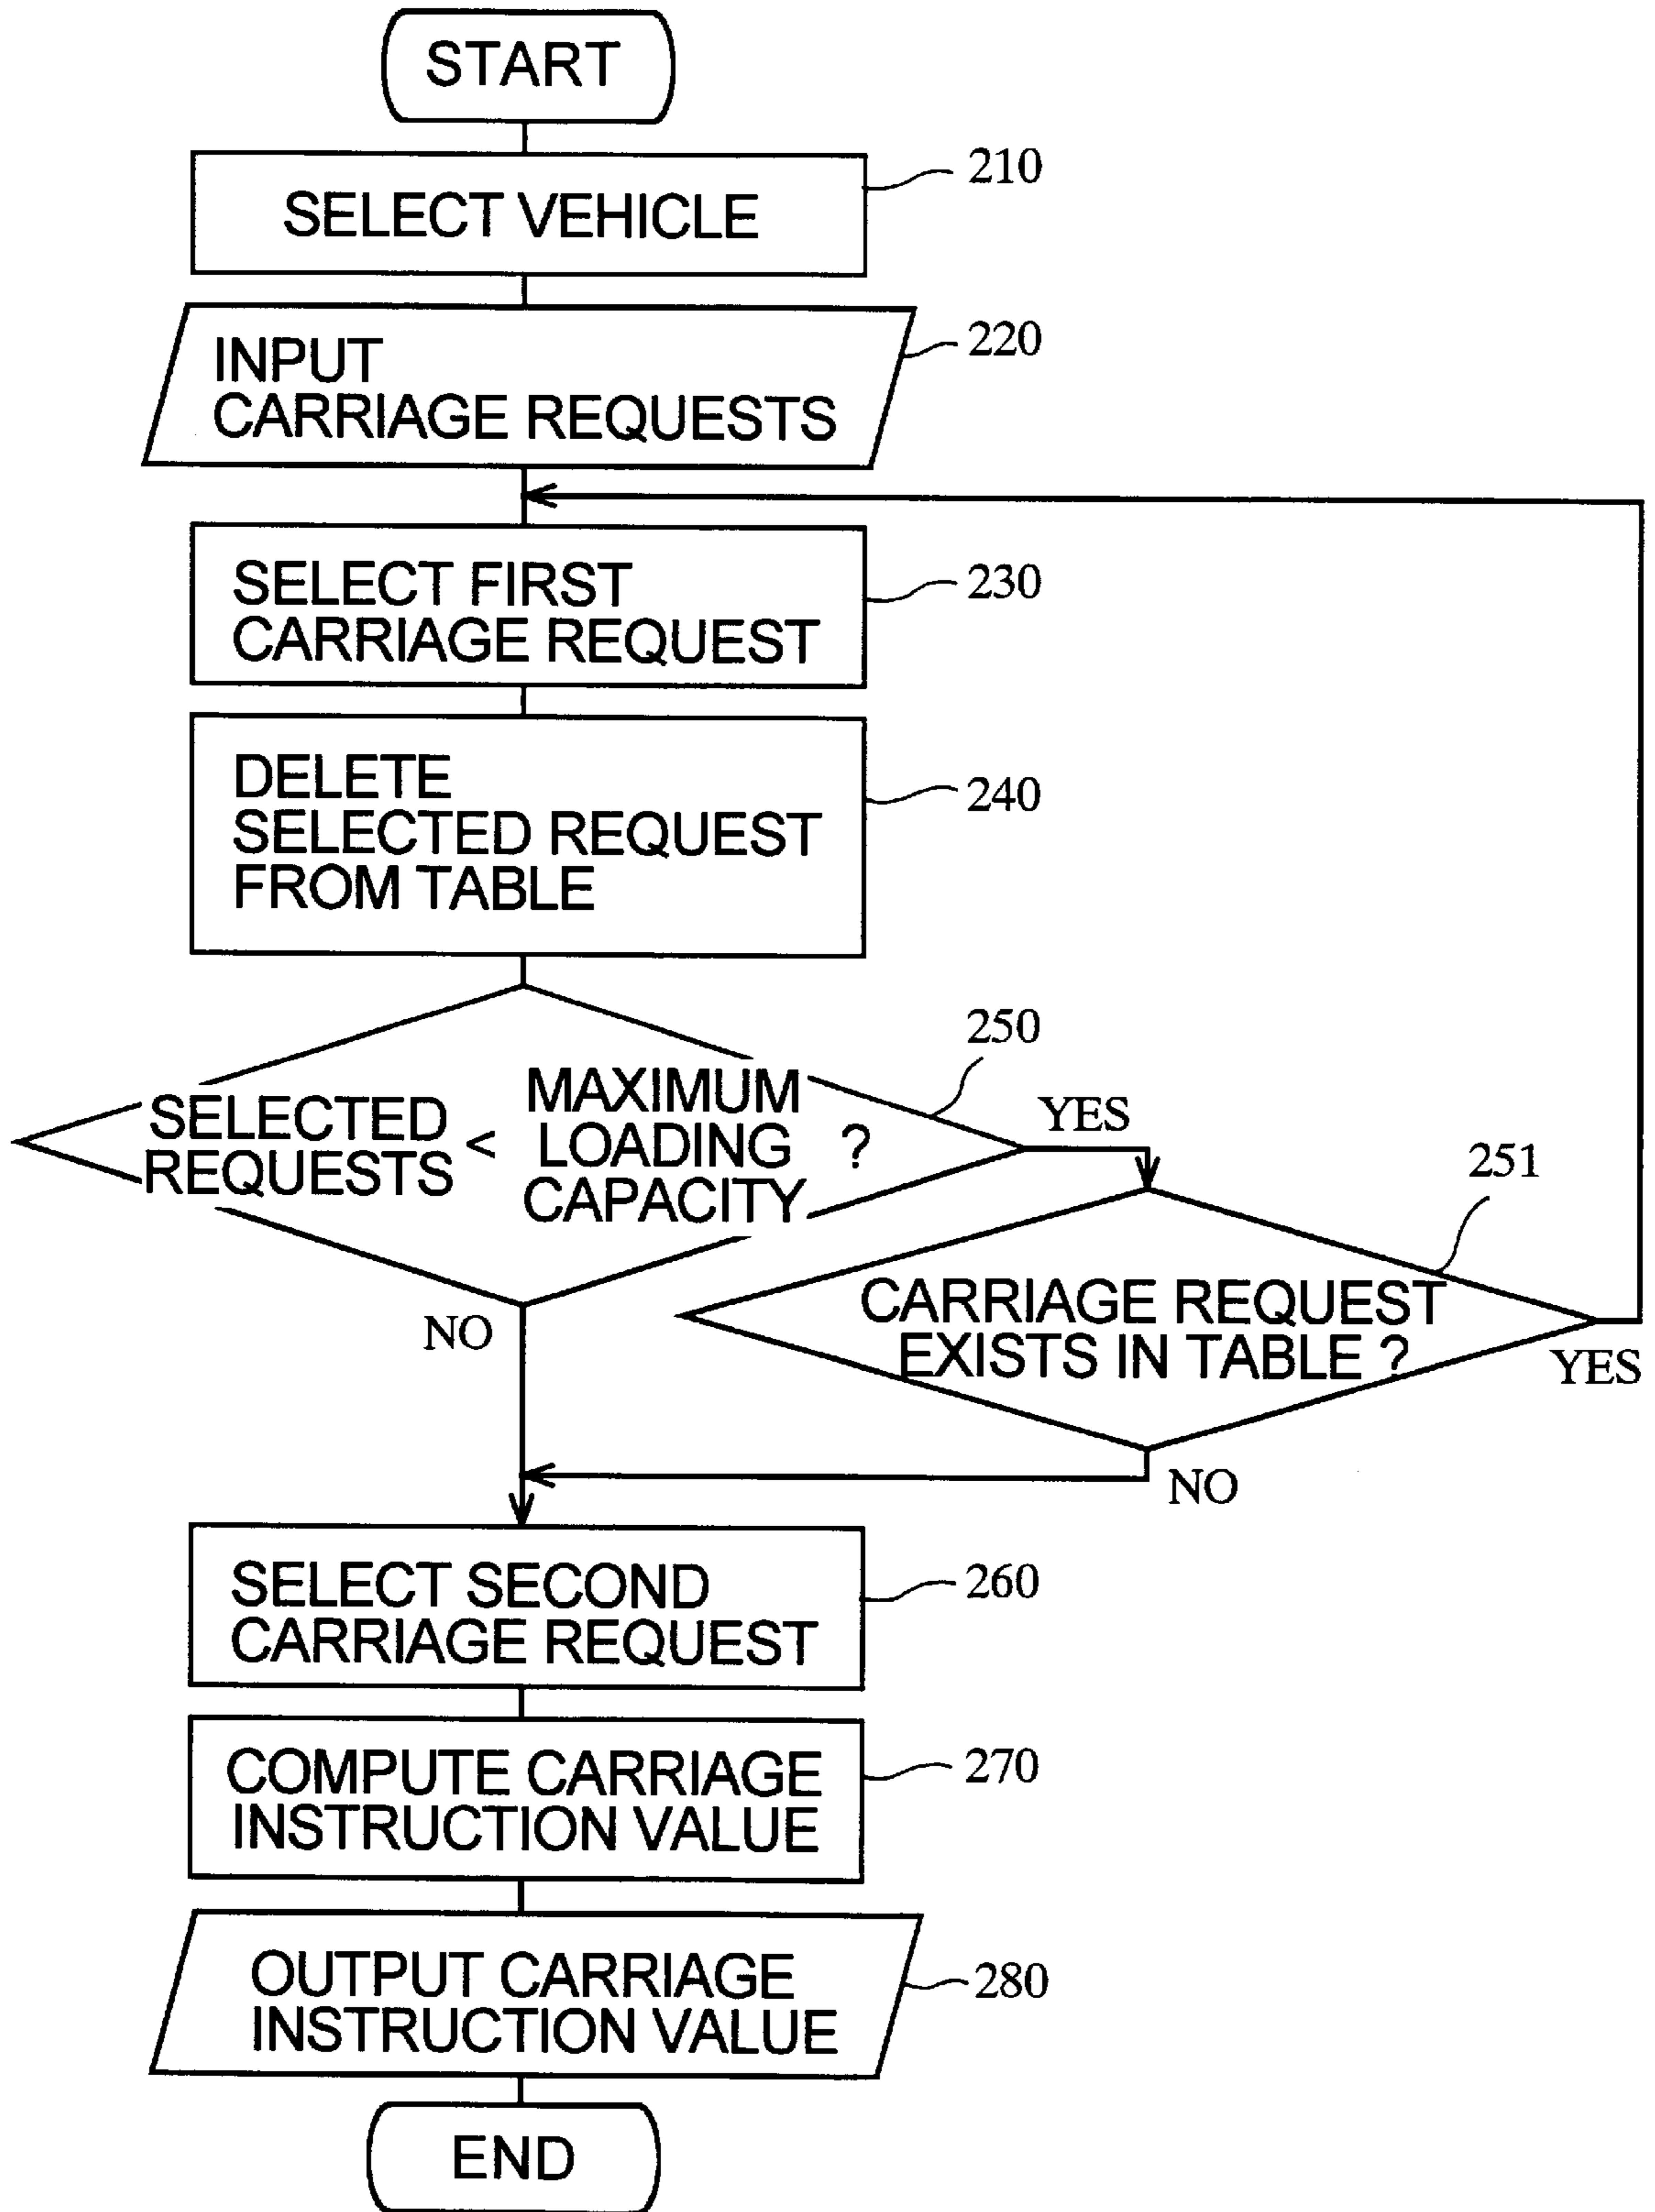 START
SELECT VEHICLE
210
INPUT
CARRIAGE REQUESTS
220
SELECT FIRST
CARRIAGE REQUEST
230
DELETE
SELECTED REQUEST
FROM TABLE
240
250
SELECTED
REQUESTS
<
MAXIMUM
LOADING
CAPACITY
?
YES
251
CARRIAGE REQUEST
EXISTS IN TABLE ?
YES
NO
NO
SELECT SECOND
CARRIAGE REQUEST
260
COMPUTE CARRIAGE
INSTRUCTION VALUE
270
OUTPUT CARRIAGE
INSTRUCTION VALUE
280
END